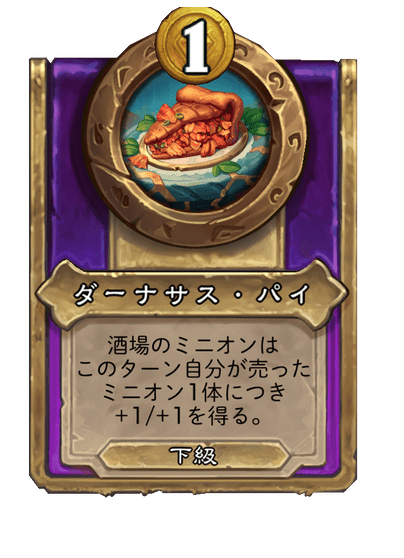 1
ダーナサス・パイ
酒場のミニオンは
このターン自分が売った
ミニオン1体につき
+1/+1を得る。
下級